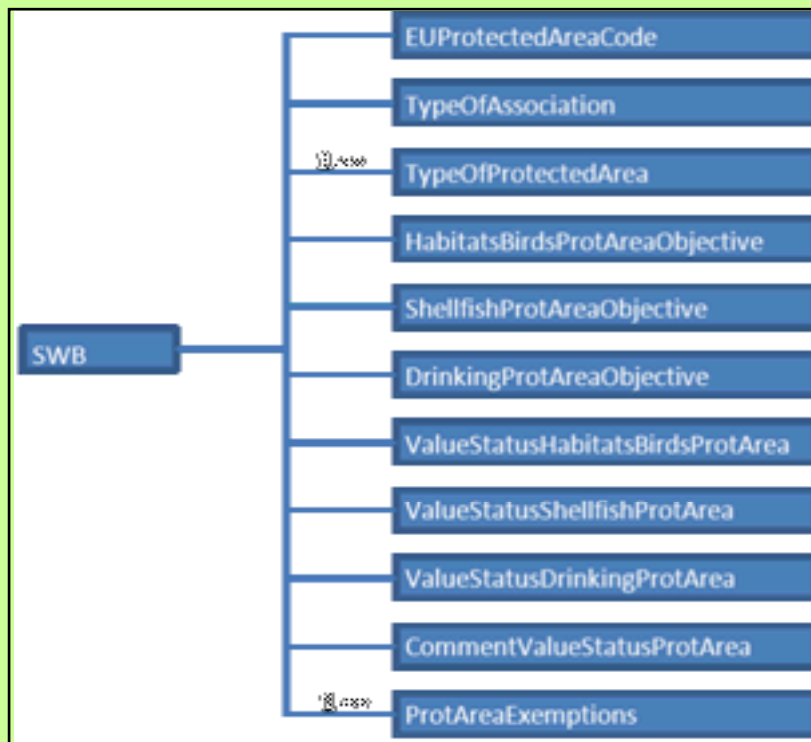 EUProtectedAreaCode
TypeOfAssociation
TypeOfProtectedArea
HabitatsBirdsProtAreaObjective
ShellfishProtAreaObjective
SWB
DrinkingProtAreaObjective
ValueStatusHabitatsBirdsProtArea
ValueStatusShellfishProtArea
ValueStatusDrinkingProtArea
CommentValueStatusProtArea
ProtAreaExemptions